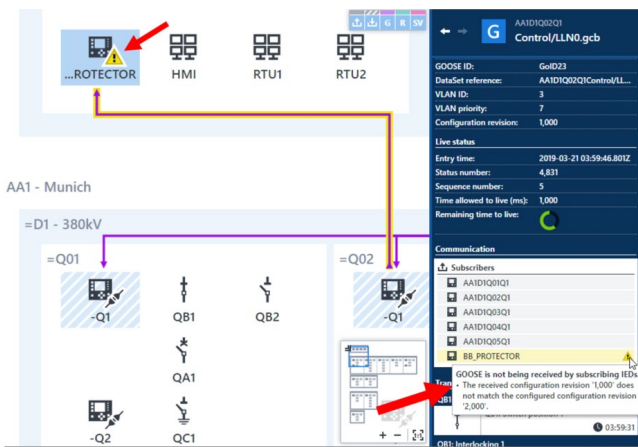 G R SV
...ROTECTOR
HMI
RTU1
RTU2
AA1 - Munich
=D1 - 380kV
=Q01
=Q02
-Q1
QB1
QB2
-Q1
QA1
-Q2
QC1
G
AA1D1Q02Q1
Control/LLN0.gcb
GOOSE ID: GoID23
DataSet reference: AA1D1Q02Q1Control/LL...
VLAN ID: 3
VLAN priority: 7
Configuration revision: 1,000
Live status
Entry time: 2019-03-21 03:59:46.801Z
Status number: 4,831
Sequence number: 5
Time allowed to live (ms): 1,000
Remaining time to live:
Communication
Subscribers
AA1D1Q01Q1
AA1D1Q02Q1
AA1D1Q03Q1
AA1D1Q04Q1
AA1D1Q05Q1
BB_PROTECTOR
GOOSE is not being received by subscribing IEDs
• The received configuration revision '1,000' does
not match the configured configuration revision
'2,000'.
QB1
03:59:31
QB1: Interlocking 1